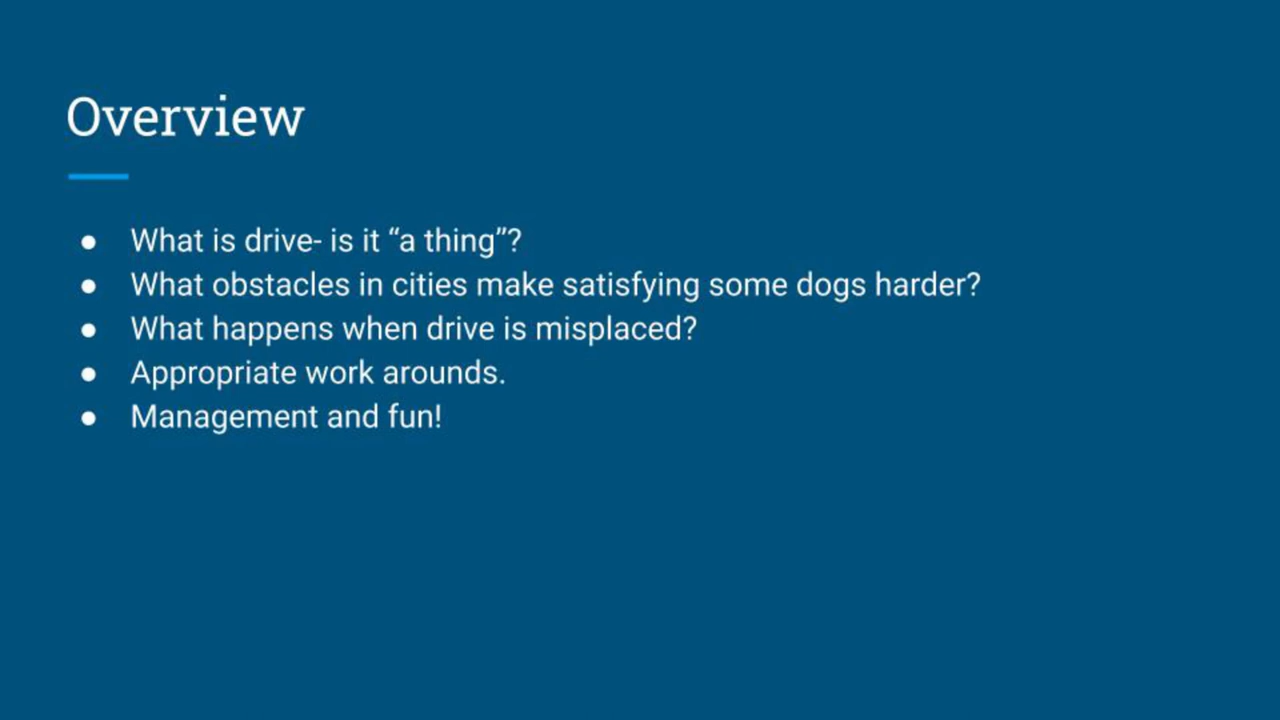 Overview
● What is drive- is it “a thing”?
● What obstacles in cities make satisfying some dogs harder?
● What happens when drive is misplaced?
● Appropriate work arounds.
● Management and fun!